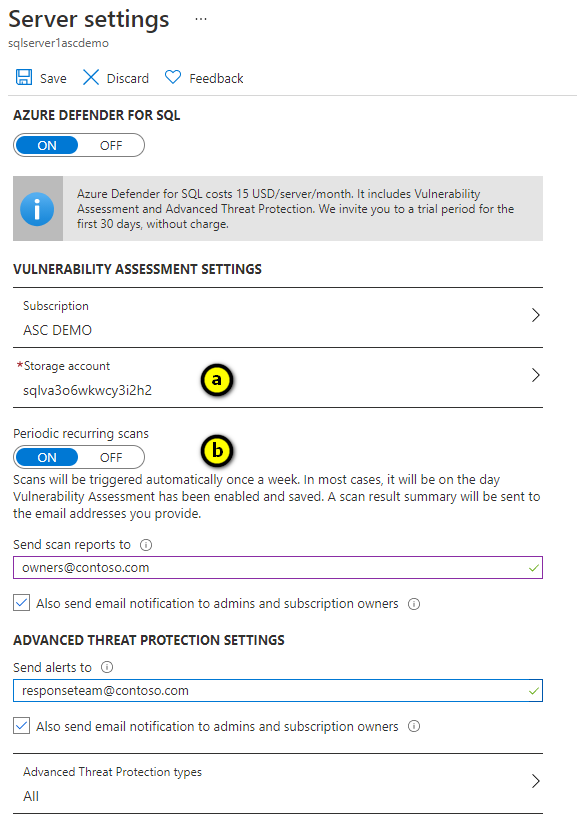 Server settings ...
sqlserver1ascdemo
Save Discard Feedback
AZURE DEFENDER FOR SQL
ON OFF
Azure Defender for SQL costs 15 USD/server/month. It includes Vulnerability
Assessment and Advanced Threat Protection. We invite you to a trial period for the
first 30 days, without charge.
VULNERABILITY ASSESSMENT SETTINGS
Subscription
ASC DEMO
*Storage account
sqlva3o6wkwcy3i2h2
a
Periodic recurring scans
b
ON OFF
Scans will be triggered automatically once a week. In most cases, it will be on the day
Vulnerability Assessment has been enabled and saved. A scan result summary will be sent to
the email addresses you provide.
Send scan reports to
owners@contoso.com
Also send email notification to admins and subscription owners
ADVANCED THREAT PROTECTION SETTINGS
Send alerts to
responseteam@contoso.com
Also send email notification to admins and subscription owners
Advanced Threat Protection types
All